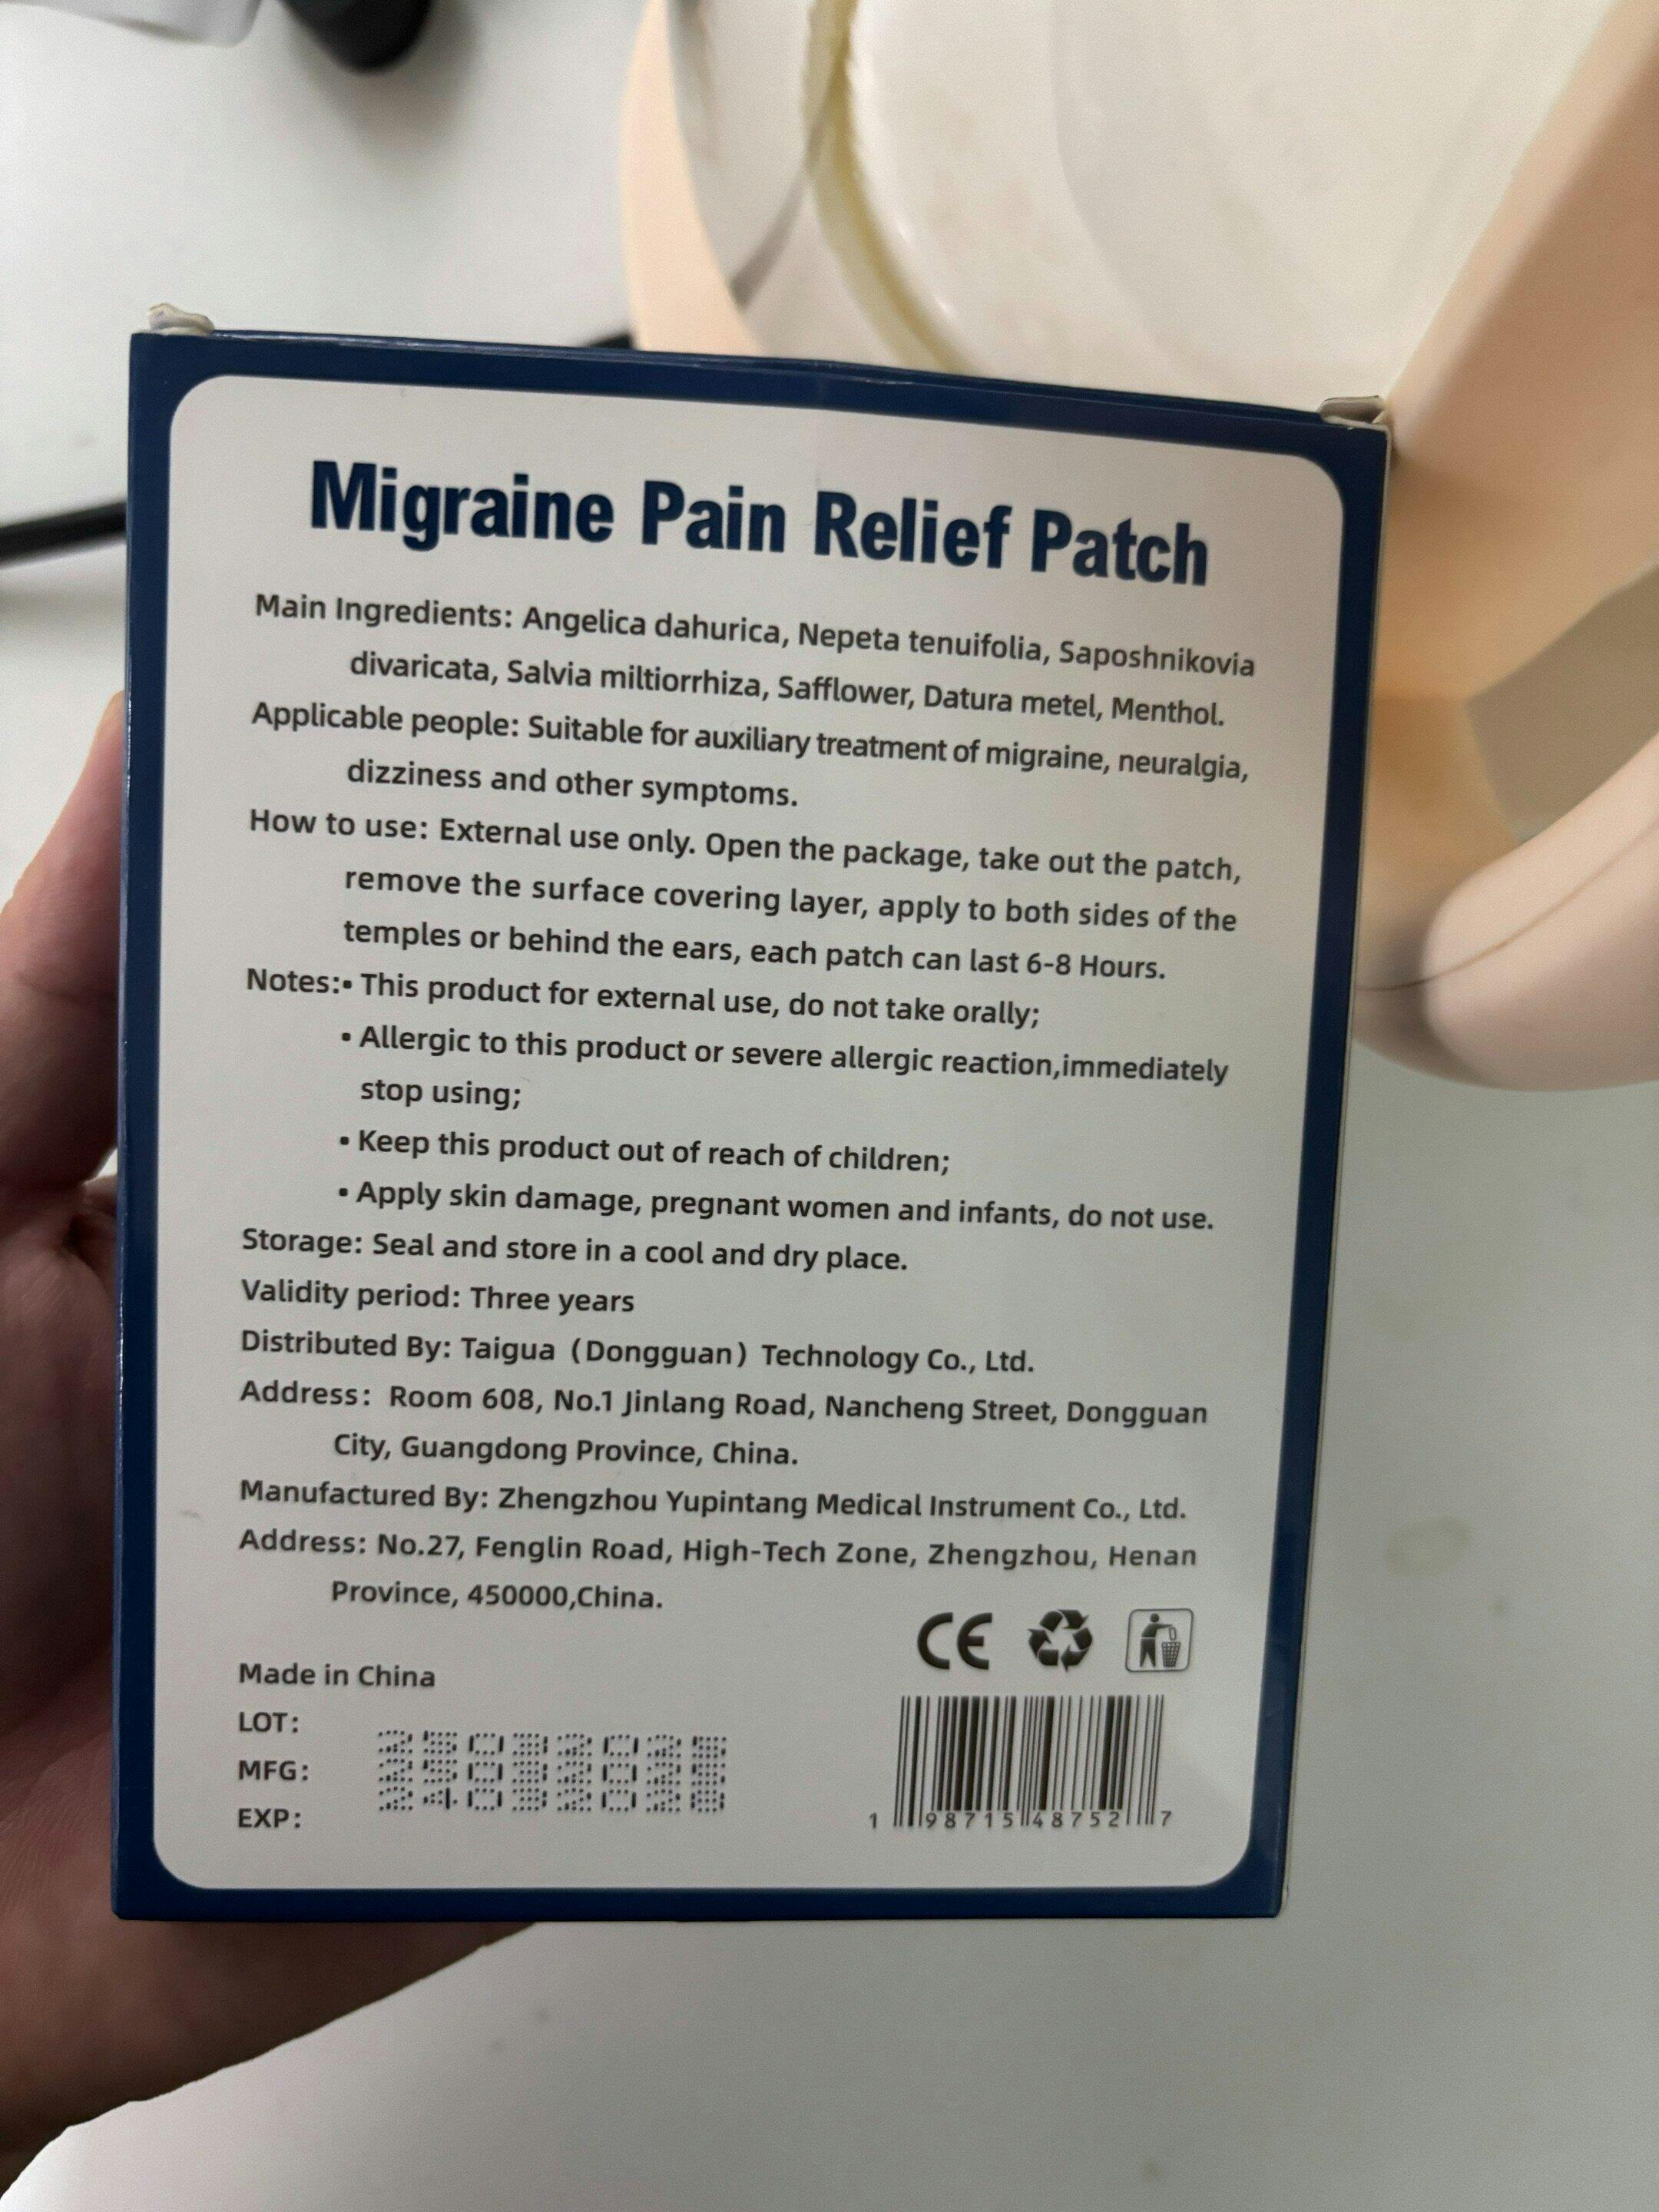 Migraine Pain Relief Patch
Main Ingredients: Angelica dahurica, Nepeta tenuifolia, Saposhnikovia
divaricata, Salvia miltiorrhiza, Safflower, Datura metel, Menthol.
Applicable people: Suitable for auxiliary treatment of migraine, neuralgia,
dizziness and other symptoms.
How to use: External use only. Open the package, take out the patch,
remove the surface covering layer, apply to both sides of the
temples or behind the ears, each patch can last 6-8 Hours.
Notes:• This product for external use, do not take orally;
• Allergic to this product or severe allergic reaction,immediately
stop using;
• Keep this product out of reach of children;
• Apply skin damage, pregnant women and infants, do not use.
Storage: Seal and store in a cool and dry place.
Validity period: Three years
Distributed By: Taigua (Dongguan) Technology Co., Ltd.
Address: Room 608, No.1 Jinlang Road, Nancheng Street, Dongguan
City, Guangdong Province, China.
Manufactured By: Zhengzhou Yupintang Medical Instrument Co., Ltd.
Address: No.27, Fenglin Road, High-Tech Zone, Zhengzhou, Henan
Province, 450000,China.
CE
Made in China
LOT:
MFG:
EXP:
1 98715 48752 7